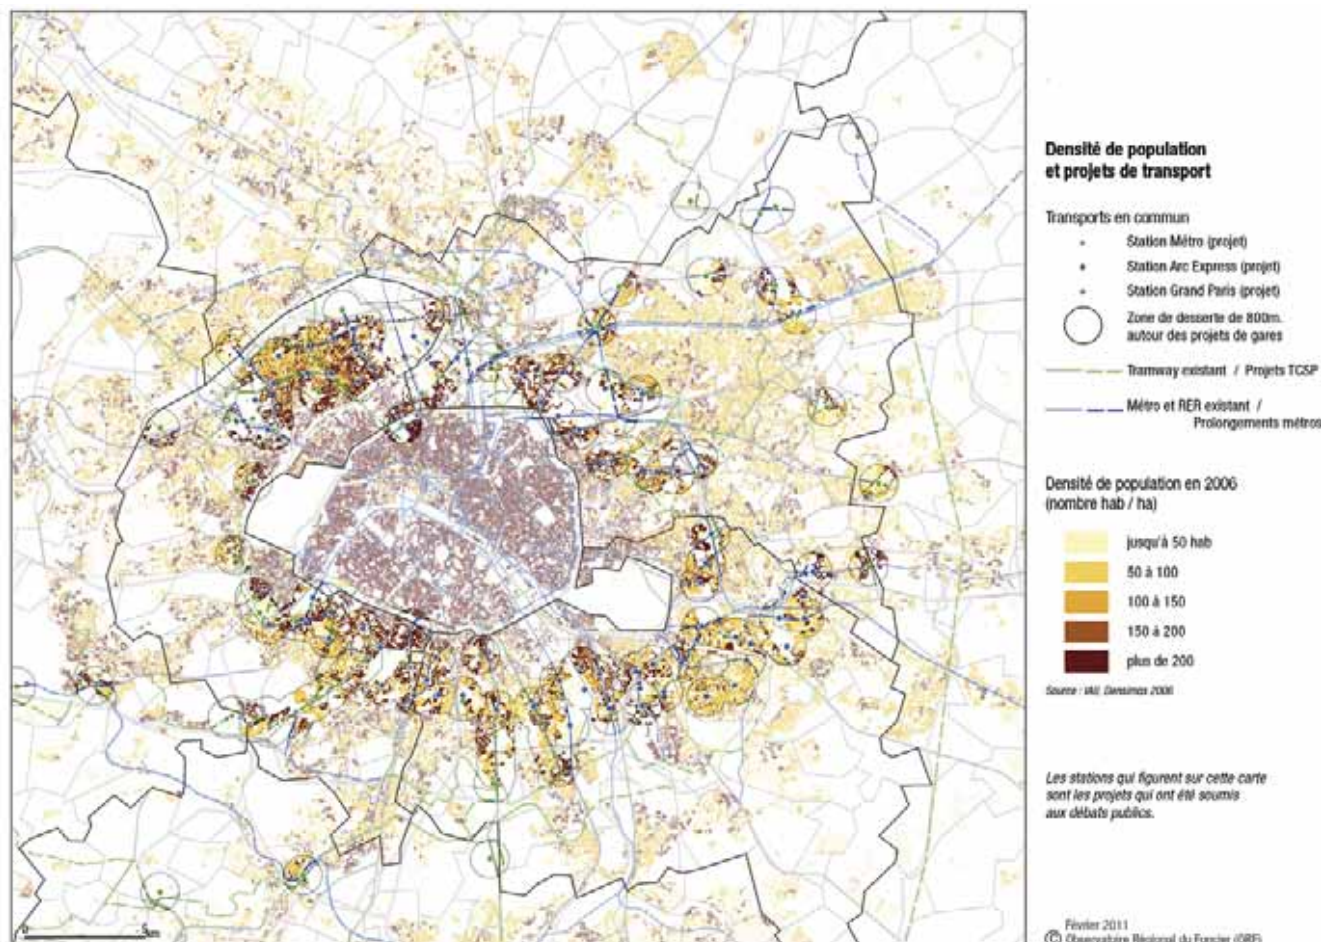 Densité de population
et projets de transport
Transports en commun
Station Métro (projet)
Station Arc Express (projet)
Station Grand Paris (projet)
Zone de desserte de 800m.
autour des projets de gares
Tramway existant / Projets TCSP
Métro et RER existant /
Prolongements métros
Densité de population en 2006
(nombre hab / ha)
jusqu'à 50 hab
50 à 100
100 à 150
150 à 200
plus de 200
Source : IAU, Densimos 2006
Les stations qui figurent sur cette carte
sont les projets qui ont été soumis
aux débats publics.
0 5km
Février 2011
© Observatoire Régional du Foncier (ORF)